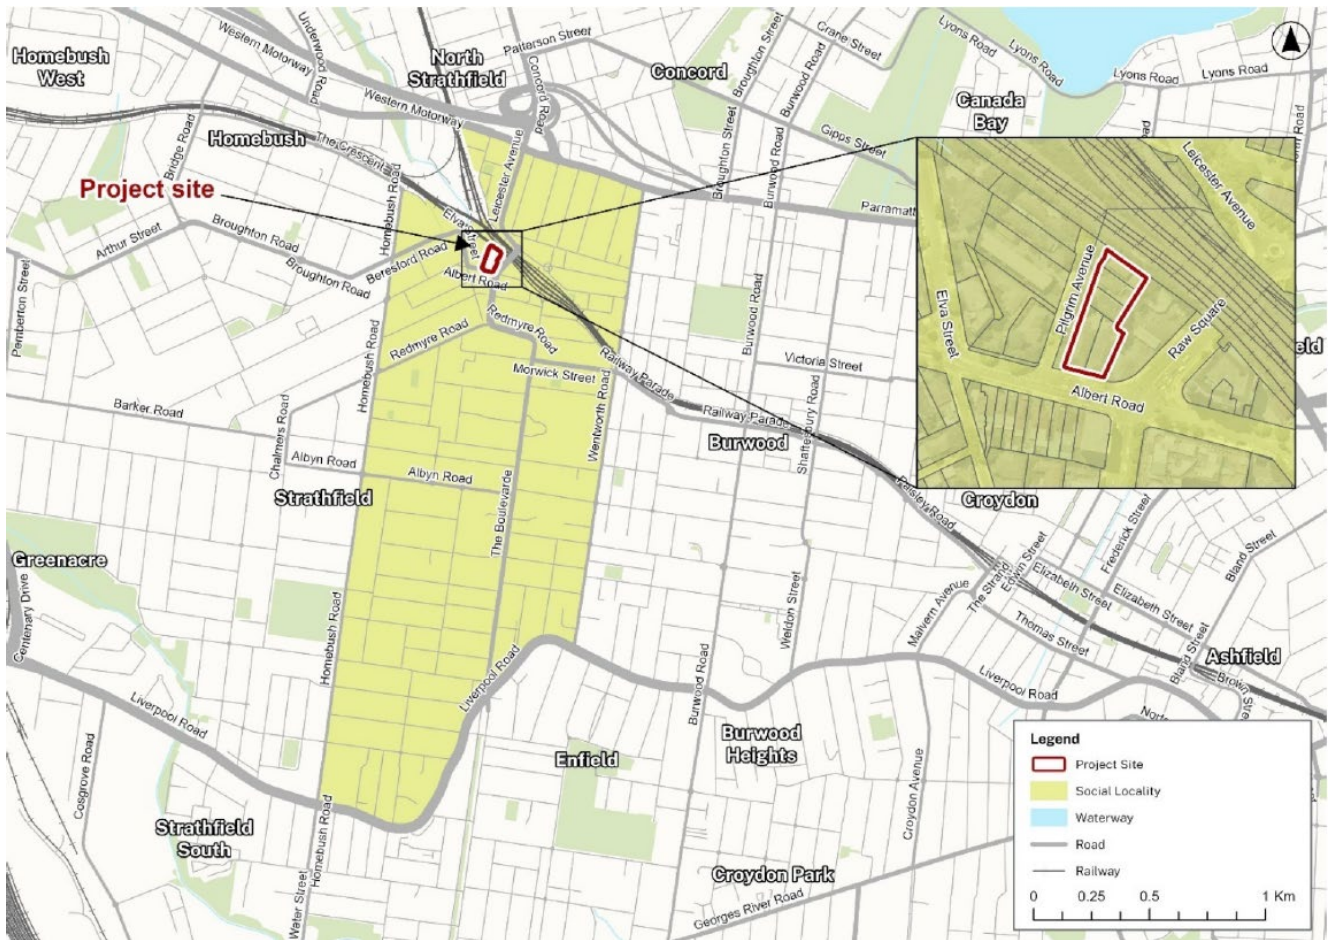 Homebush
West
Western Motorway
Underwood Road
North
Strathfield
Patterson Street
Concord Road
Concord
Broughton Street
Burwood Road
Crane Street
Lyons Road
Lyons Road
Lyons Road
Lyons Road
Canada
Bay
Gipps Street
Western Motorway
Bridge Road
Homebush
The Crescent
Homebush Road
Leicester Avenue
Broughton Street
Burwood Road
Project site
Elva Street
Beresford Road
Albert Road
Arthur Street
Broughton Road
Broughton Road
Pemberton Street
Redmyre Road
Redmyre Road
Homebush Road
Morwick Street
Railway Parade
Railway Parade
Wentworth Road
Burwood Road
Victoria Street
Shaftesbury Road
Burwood
Barker Road
Chalmers Road
Albyn Road
Albyn Road
Strathfield
The Boulevarde
Leicester Avenue
Pilgrim Avenue
Elva Street
Raw Square
Albert Road
Paisley Road
Croydon
Greenacre
Centenary Drive
Homebush Road
Liverpool Road
Weldon Street
Malvern Avenue
The Strand
Edwin Street
Frederick Street
Elizabeth Street
Elizabeth Street
Bland Street
Thomas Street
Bland Street
Ashfield
Liverpool Road
Burwood Road
Liverpool Road
Cosgrove Road
Enfield
Burwood
Heights
Croydon Avenue
Strathfield
South
Homebush Road
Water Street
Croydon Park
Georges River Road
Legend
Project Site
Social Locality
Waterway
Road
Railway
0 0.25 0.5 1 Km